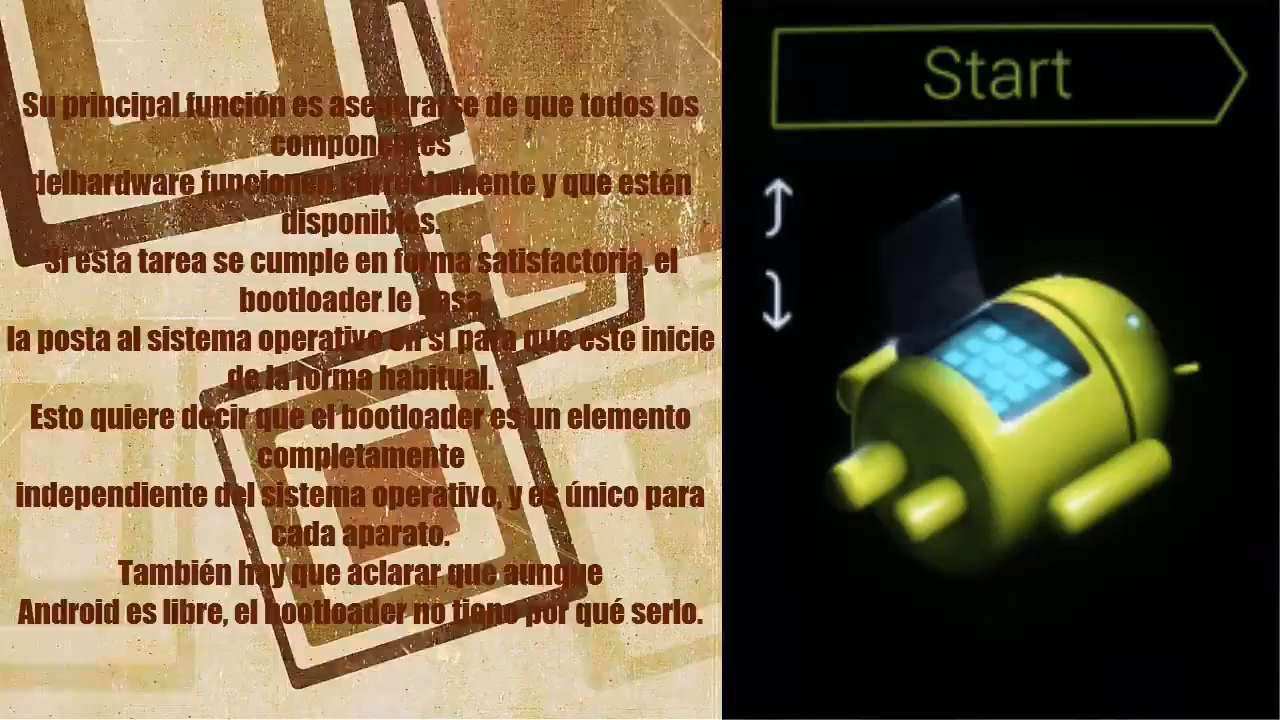 Su principal función es asegurarse de que todos los
componentes
delhardware funcionen correctamente y que estén
disponibles.
Si esta tarea se cumple en forma satisfactoria, el
bootloader le pasa
la posta al sistema operativo en sí para que este inicie
de la forma habitual.
Esto quiere decir que el bootloader es un elemento
completamente
independiente del sistema operativo, y es único para
cada aparato.
También hay que aclarar que aunque
Android es libre, el bootloader no tiene por qué serlo.
Start